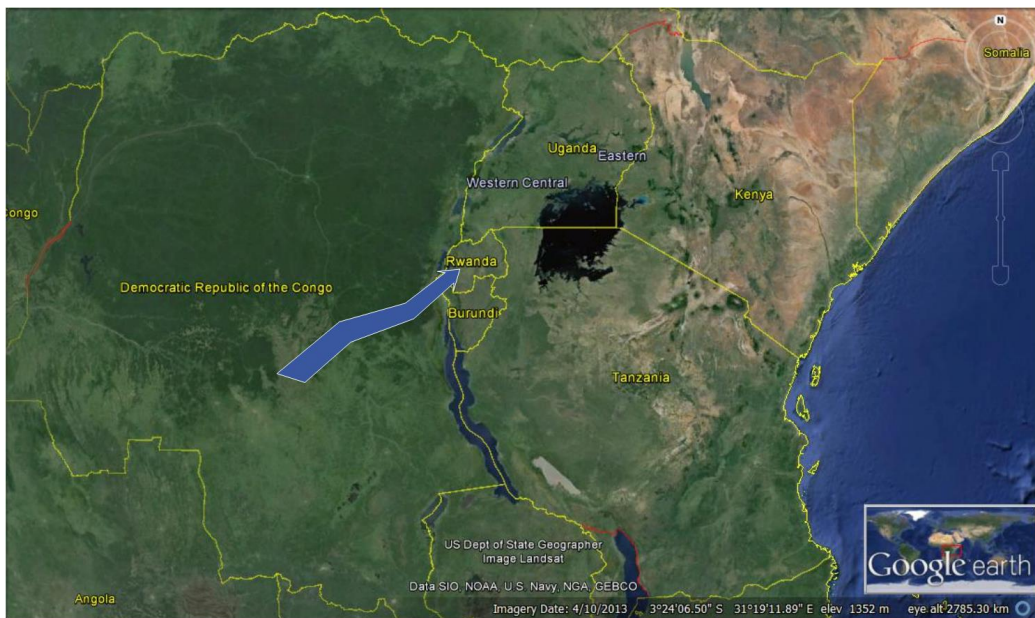 N
Somalia
Uganda
Eastern
Western Central
Kenya
ongo
Rwanda
Democratic Republic of the Congo
Burundi
Tanzania
US Dept of State Geographer
Image Landsat
Data SIO, NOAA, U.S. Navy, NGA, GEBCO
Angola
Google earth
Imagery Date: 4/10/2013 3°24'06.50" S 31°19'11.89" E elev 1352 m eye alt 2785.30 km